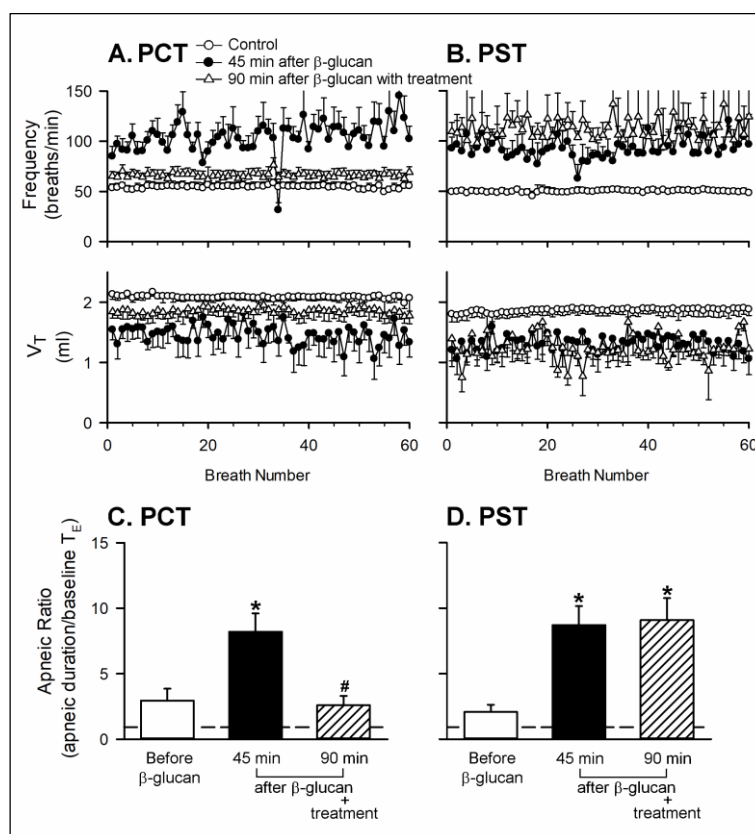 A. PCT
Control
45 min after β-glucan
90 min after β-glucan with treatment
B. PST
150
100
50
0
Frequency
(breaths/min)
2
1
0
V_T
(ml)
0 20 40 60
Breath Number
0 20 40 60
Breath Number
C. PCT
D. PST
15
10
5
0
Apneic Ratio
(apneic duration/baseline T_E)
*
#
*
*
Before
β-glucan
45 min
90 min
after β-glucan
+
treatment
Before
β-glucan
45 min
90 min
after β-glucan
+
treatment